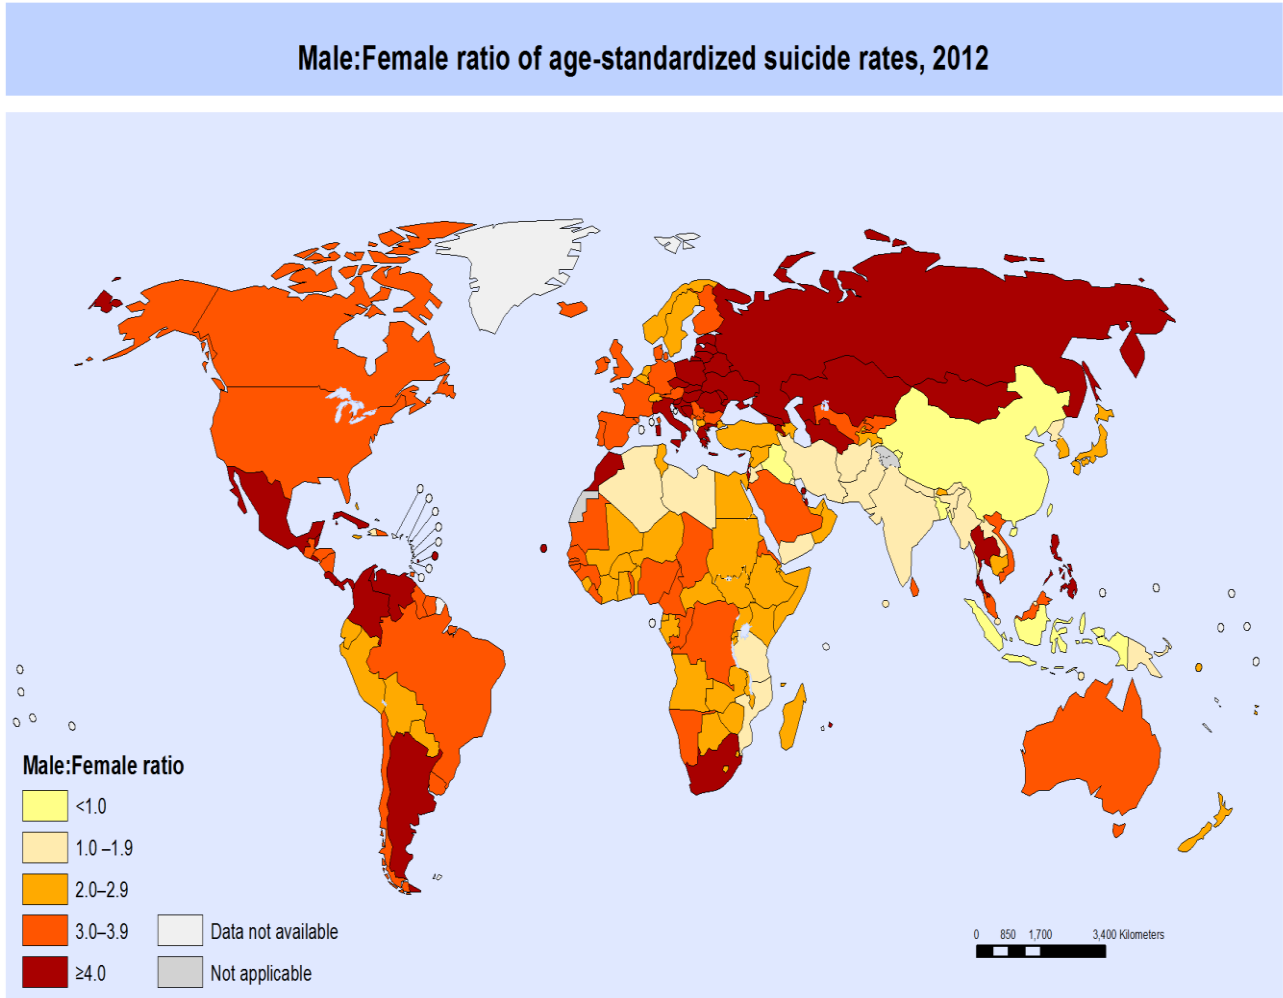 Male:Female ratio of age-standardized suicide rates, 2012
Male:Female ratio
<1.0
1.0 –1.9
2.0–2.9
3.0–3.9
≥4.0
Data not available
Not applicable
0 850 1,700 3,400 Kilometers